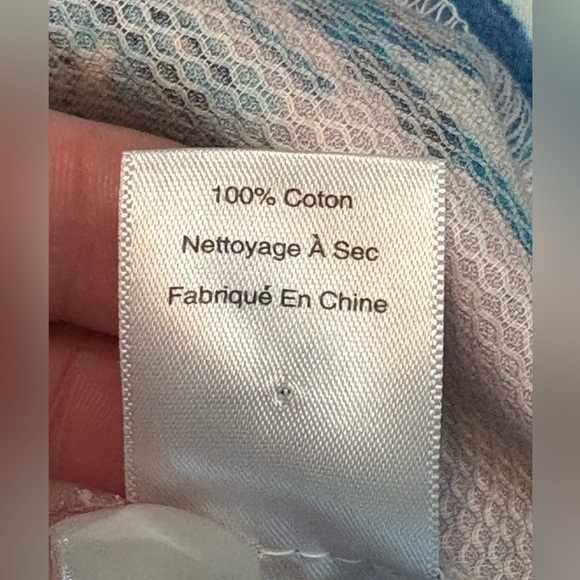 100% Coton
Nettoyage À Sec
Fabriqué En Chine